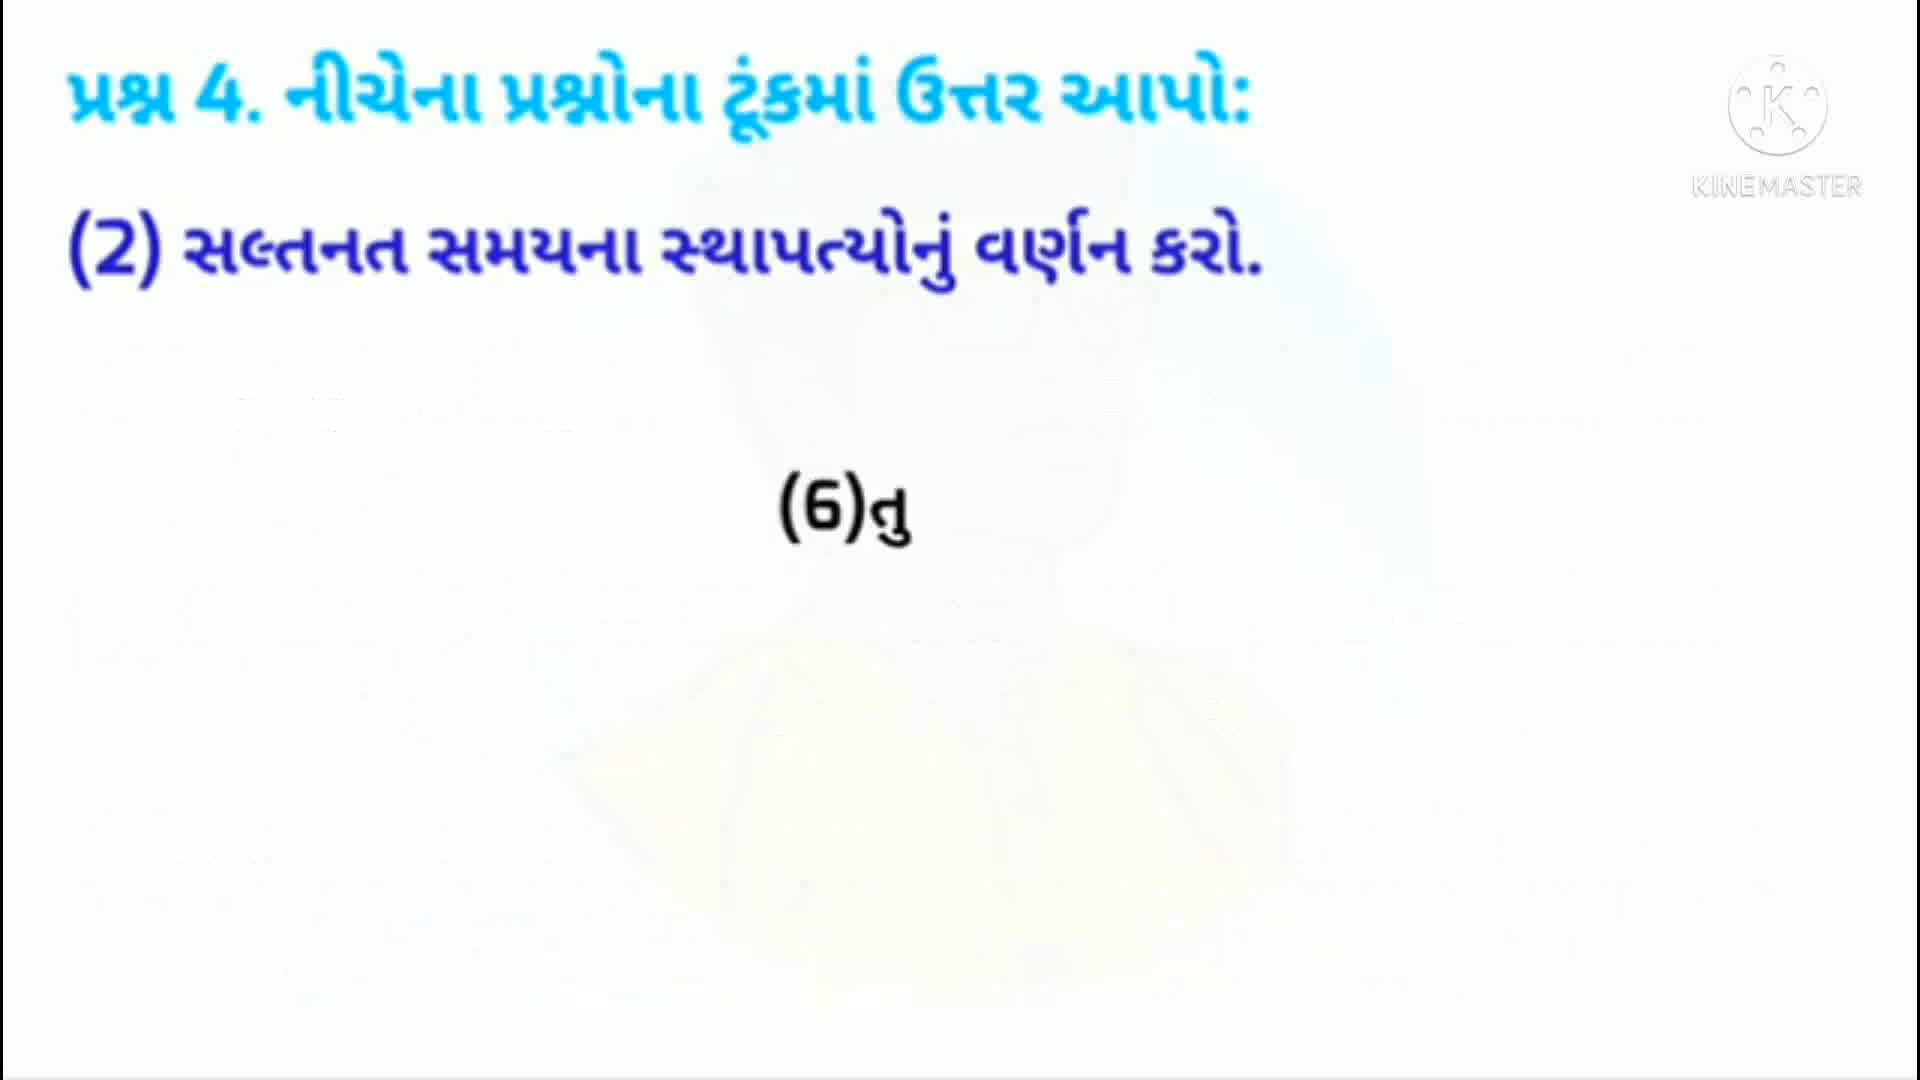 પ્રશ્ન 4. નીચેના પ્રશ્નોના ટૂંકમાં ઉત્તર આપો:
KINEMASTER
(2) સલ્તનત સમયના સ્થાપત્યોનું વર્ણન કરો.
(6)તુ